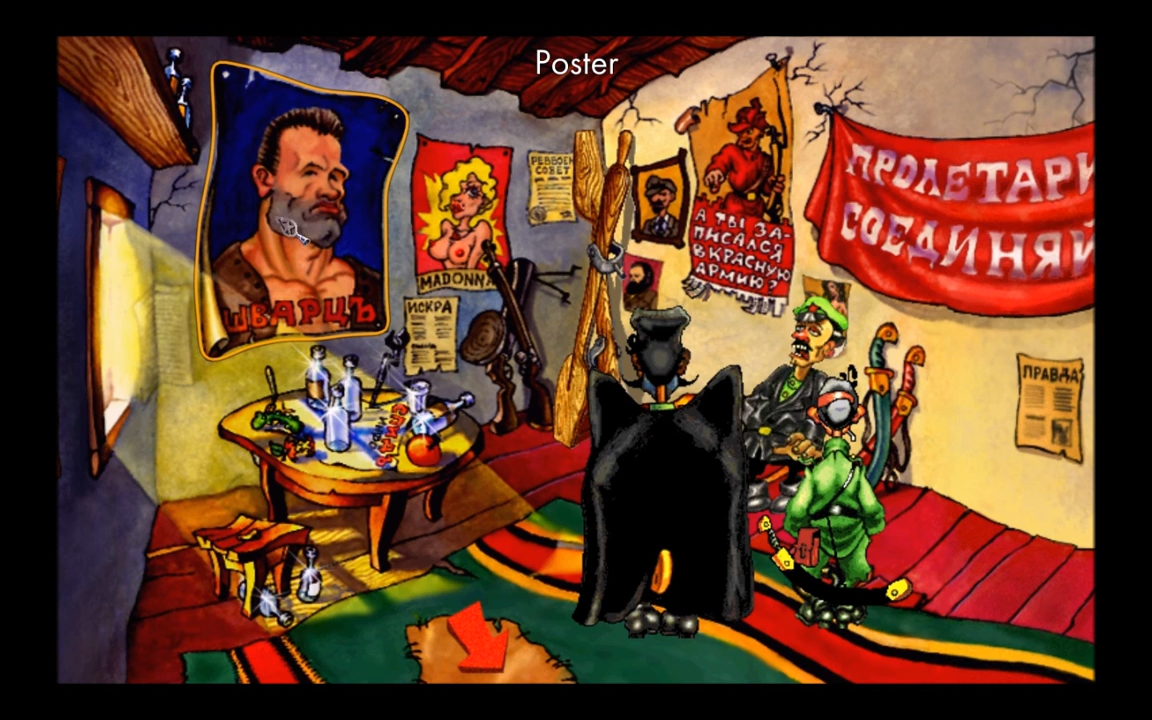 Poster
ШВАРЦЪ
MADONNA
РЕВВОЕН
СОВЕТ
ИСКРА
А ТЫ ЗА-
ПИСАЛСЯ
В КРАСНУЮ
АРМИЮ?
ПРОЛЕТАРИ
СОЕДИНЯЙ
ПРАВДА